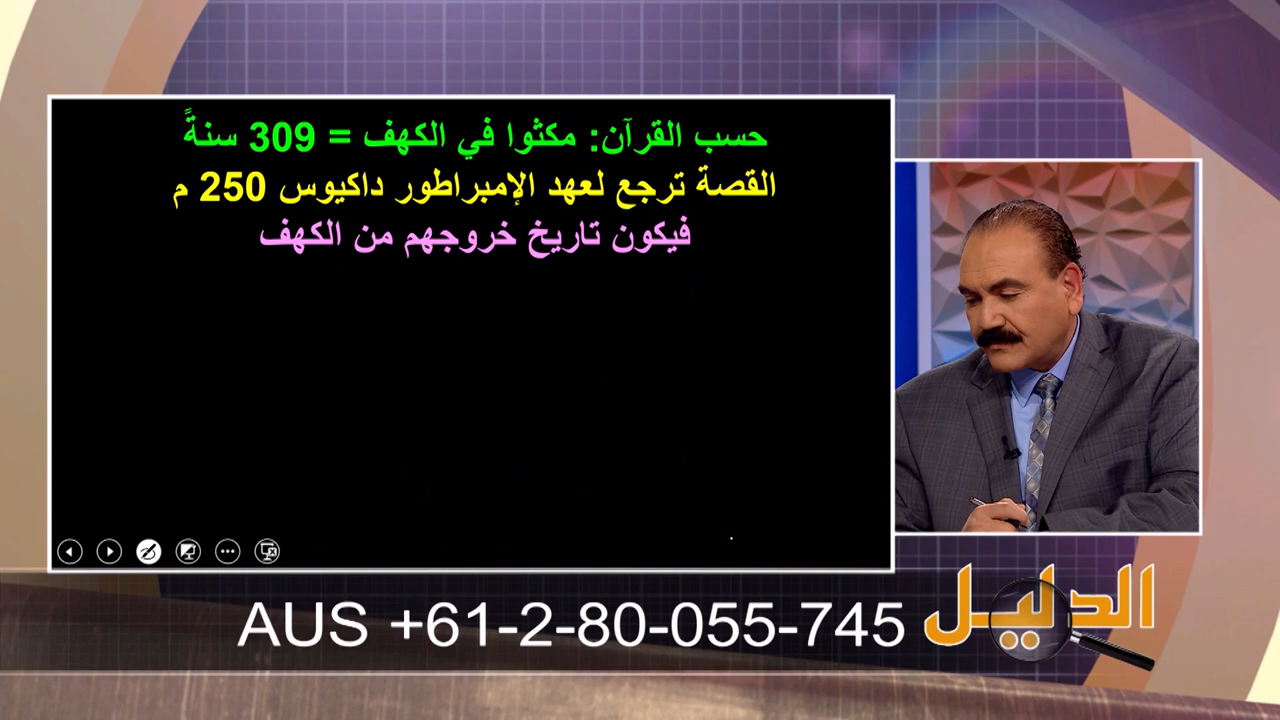 حسب القرآن: مكثوا في الكهف = 309 سنةً
القصة ترجع لعهد الإمبراطور داكيوس 250 م
فيكون تاريخ خروجهم من الكهف
AUS +61-2-80-055-745
الدليل